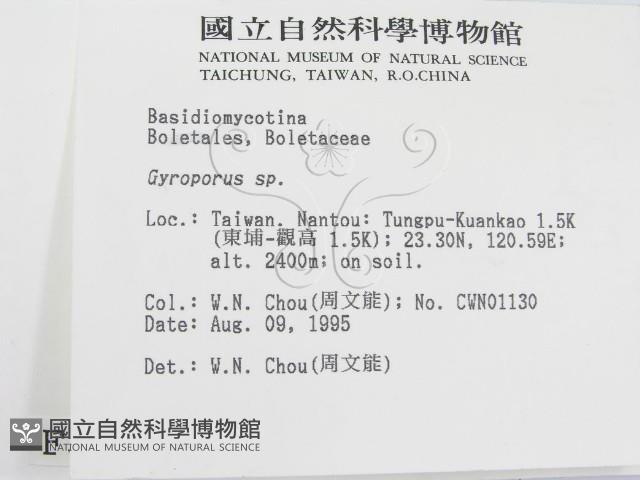 國立自然科學博物館
NATIONAL MUSEUM OF NATURAL SCIENCE
TAICHUNG, TAIWAN, R.O.CHINA
Basidiomycotina
Boletales, Boletaceae
Gyroporus sp.
Loc.: Taiwan. Nantou: Tungpu-Kuankao 1.5K
(東埔-觀高 1.5K); 23.30N, 120.59E;
alt. 2400m; on soil.
Col.: W.N. Chou(周文能); No. CWN01130
Date: Aug. 09, 1995
Det.: W.N. Chou(周文能)
F
國立自然科學博物館
NATIONAL MUSEUM OF NATURAL SCIENCE